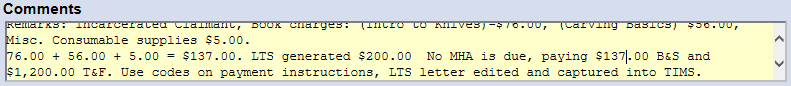 Comments
Remarks: Incarcerated Claimant, Book charges: (Intro to Knives)-$76.00, (Carving Basics) $56.00,
Misc. Consumable supplies $5.00.
76.00 + 56.00 + 5.00 = $137.00. LTS generated $200.00  No MHA is due, paying $137.00 B&S and
$1,200.00 T&F. Use codes on payment instructions, LTS letter edited and captured into TIMS.